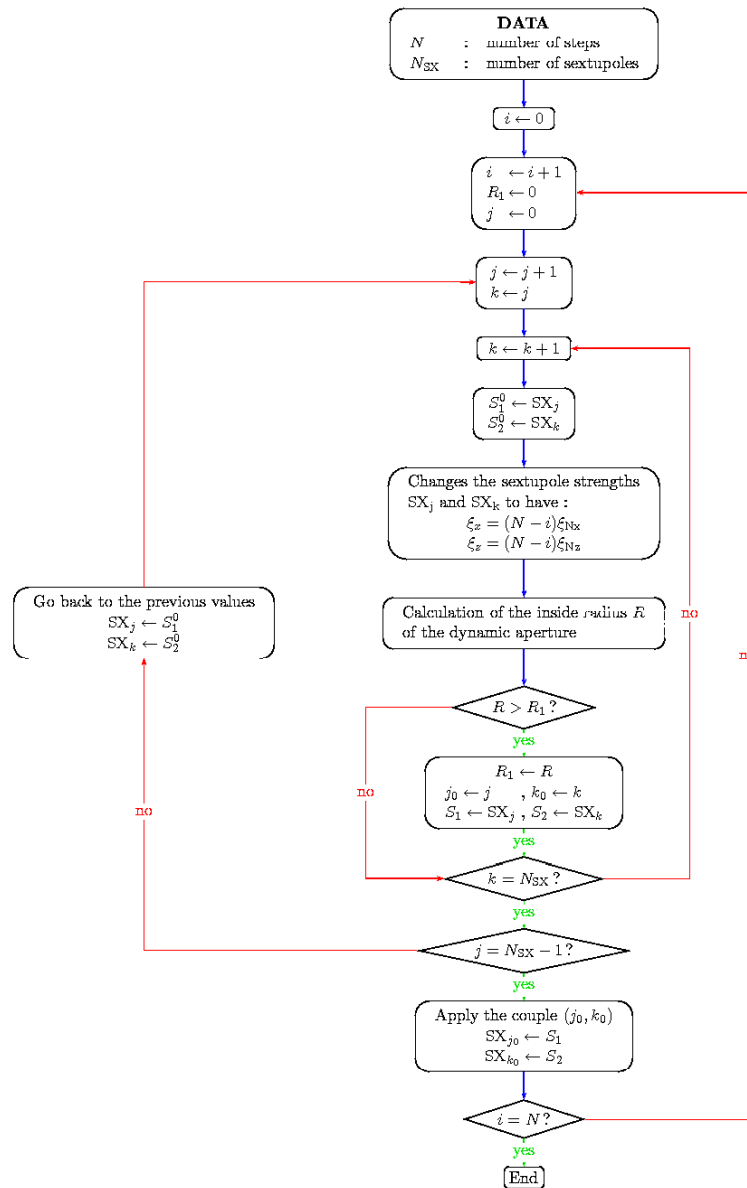 DATA
N : number of steps
N_SX : number of sextupoles
i ← 0
i ← i + 1
R_1 ← 0
j ← 0
j ← j + 1
k ← j
k ← k + 1
S_1^0 ← SX_j
S_2^0 ← SX_k
Changes the sextupole strengths
SX_j and SX_k to have :
ξ_x = (N − i)ξ_Nx
ξ_z = (N − i)ξ_Nz
Go back to the previous values
SX_j ← S_1^0
SX_k ← S_2^0
Calculation of the inside radius R
of the dynamic aperture
no
R > R_1 ?
yes
R_1 ← R
j_0 ← j , k_0 ← k
S_1 ← SX_j , S_2 ← SX_k
no
no
yes
k = N_SX ?
yes
j = N_SX − 1 ?
yes
Apply the couple (j_0, k_0)
SX_j_0 ← S_1
SX_k_0 ← S_2
i = N ?
yes
End